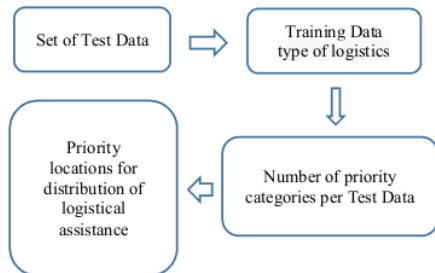 Set of Test Data
Training Data
type of logistics
Number of priority
categories per Test Data
Priority
locations for
distribution of
logistical
assistance